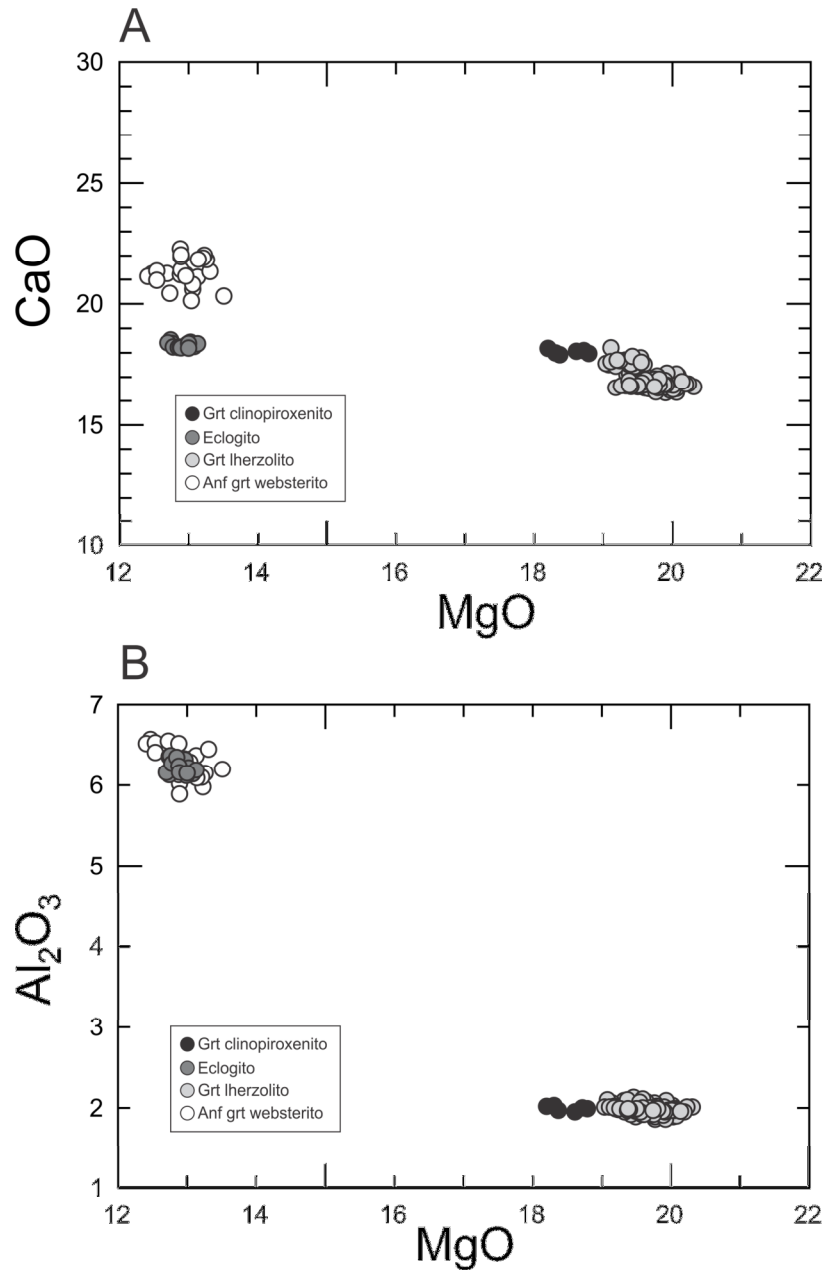 A
30
25
20
15
10
CaO
Grt clinopiroxenito
Eclogito
Grt lherzolito
Anf grt websterito
12 14 16 18 20 22
MgO
B
7
6
5
4
3
2
1
Al₂O₃
Grt clinopiroxenito
Eclogito
Grt lherzolito
Anf grt websterito
12 14 16 18 20 22
MgO